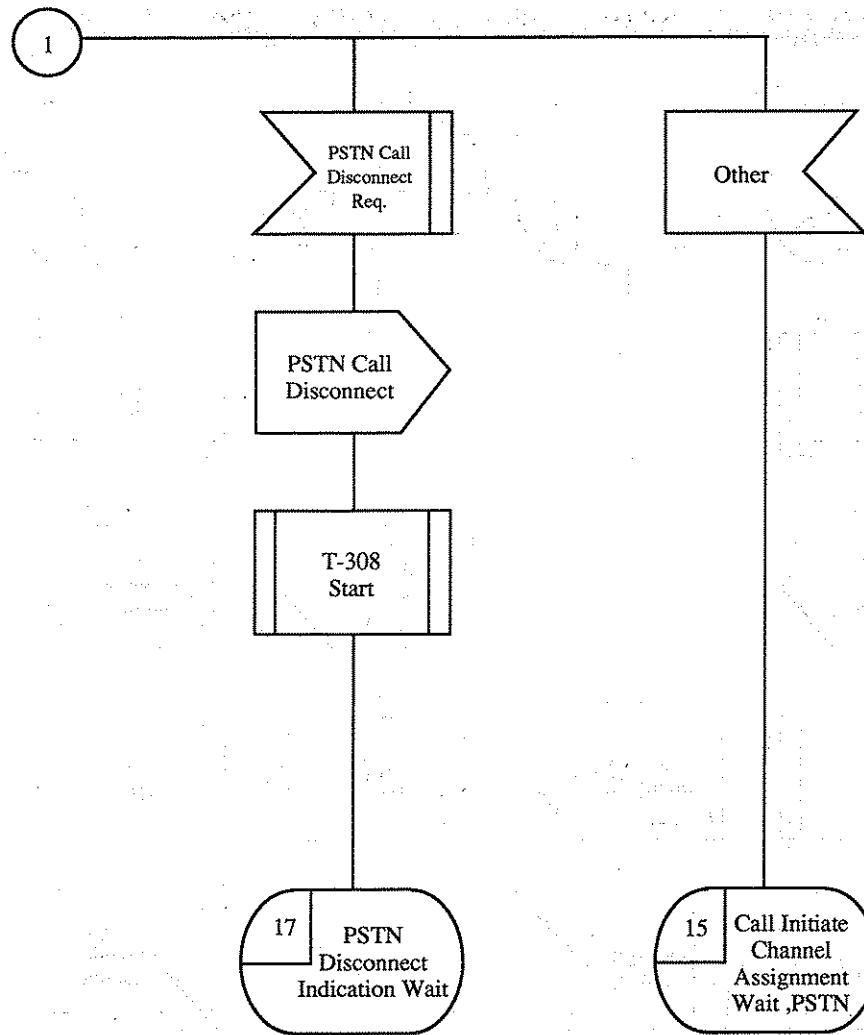 1
PSTN Call
Disconnect
Req.
Other
PSTN Call
Disconnect
T-308
Start
17
PSTN
Disconnect
Indication Wait
15
Call Initiate
Channel
Assignment
Wait ,PSTN